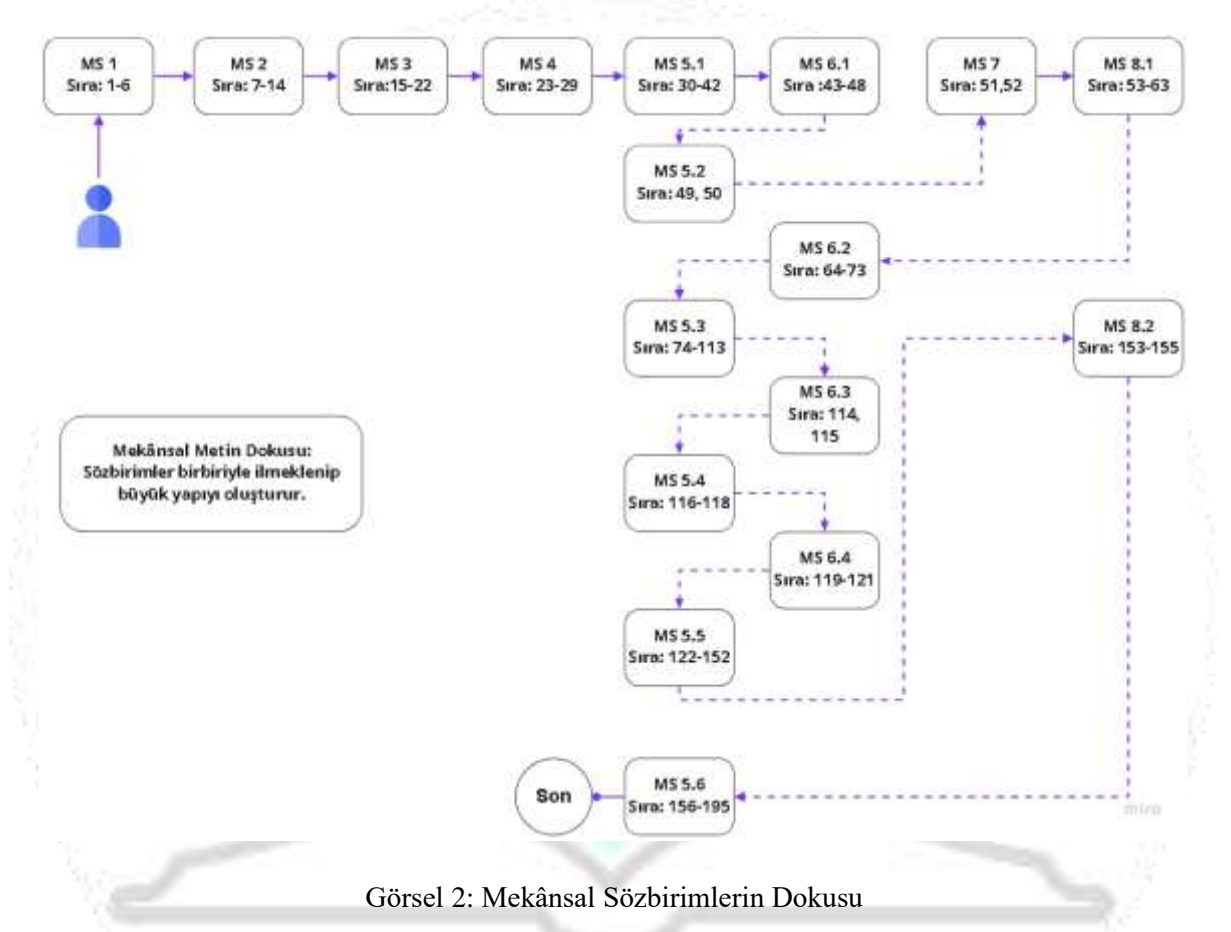 MS 1
Sıra: 1-6
MS 2
Sıra: 7-14
MS 3
Sıra:15-22
MS 4
Sıra: 23-29
MS 5.1
Sıra: 30-42
MS 6.1
Sıra :43-48
MS 7
Sıra: 51,52
MS 8.1
Sıra: 53-63
MS 5.2
Sıra: 49, 50
MS 6.2
Sıra: 64-73
MS 5.3
Sıra: 74-113
MS 8.2
Sıra: 153-155
MS 6.3
Sıra: 114,
115
Mekânsal Metin Dokusu:
Sözbirimler birbiriyle ilmeklenip
büyük yapıyı oluşturur.
MS 5.4
Sıra: 116-118
MS 6.4
Sıra: 119-121
MS 5.5
Sıra: 122-152
Son
MS 5.6
Sıra: 156-195
miro
Görsel 2: Mekânsal Sözbirimlerin Dokusu